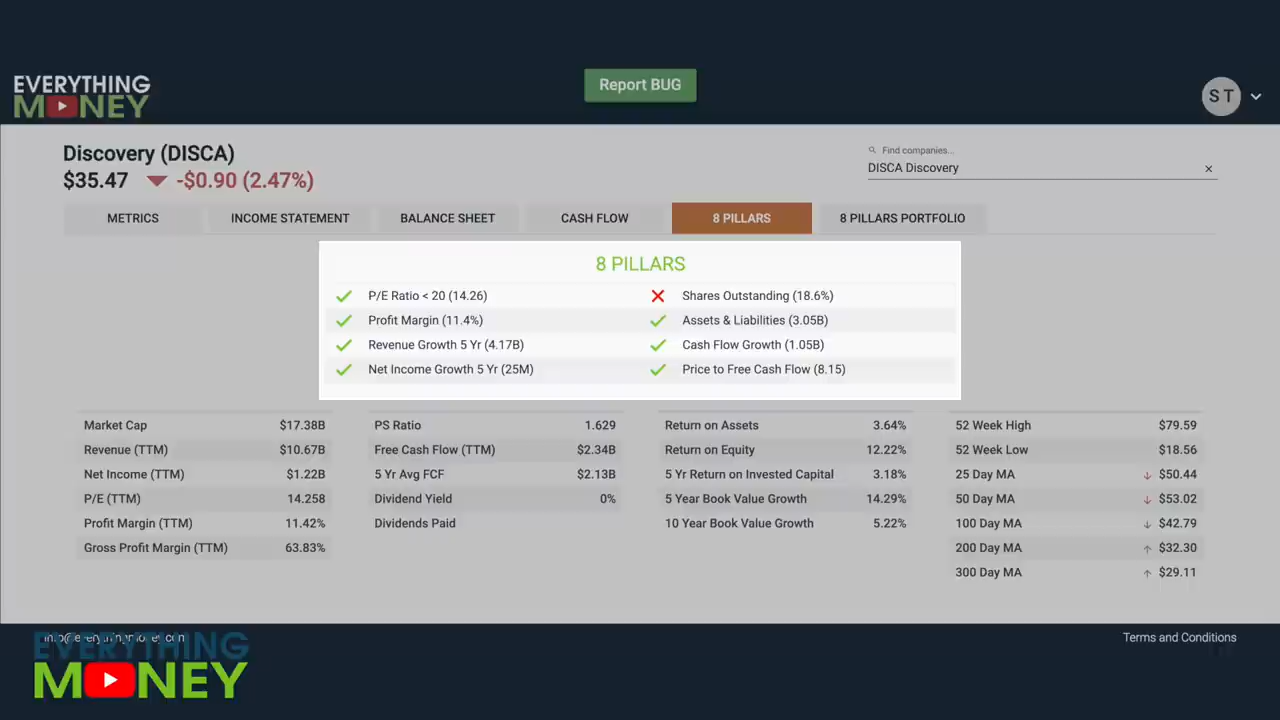 EVERYTHING
MONEY
Report BUG
S T
Discovery (DISCA)
$35.47 -$0.90 (2.47%)
Find companies...
DISCA Discovery
METRICS INCOME STATEMENT BALANCE SHEET CASH FLOW 8 PILLARS 8 PILLARS PORTFOLIO
8 PILLARS
P/E Ratio < 20 (14.26) Shares Outstanding (18.6%)
Profit Margin (11.4%) Assets & Liabilities (3.05B)
Revenue Growth 5 Yr (4.17B) Cash Flow Growth (1.05B)
Net Income Growth 5 Yr (25M) Price to Free Cash Flow (8.15)
Market Cap $17.38B PS Ratio 1.629 Return on Assets 3.64% 52 Week High $79.59
Revenue (TTM) $10.67B Free Cash Flow (TTM) $2.34B Return on Equity 12.22% 52 Week Low $18.56
Net Income (TTM) $1.22B 5 Yr Avg FCF $2.13B 5 Yr Return on Invested Capital 3.18% 25 Day MA ↓ $50.44
P/E (TTM) 14.258 Dividend Yield 0% 5 Year Book Value Growth 14.29% 50 Day MA ↓ $53.02
Profit Margin (TTM) 11.42% Dividends Paid 10 Year Book Value Growth 5.22% 100 Day MA ↓ $42.79
Gross Profit Margin (TTM) 63.83% 200 Day MA ↑ $32.30
300 Day MA ↑ $29.11
info@everythingmoney.com Terms and Conditions
EVERYTHING
MONEY